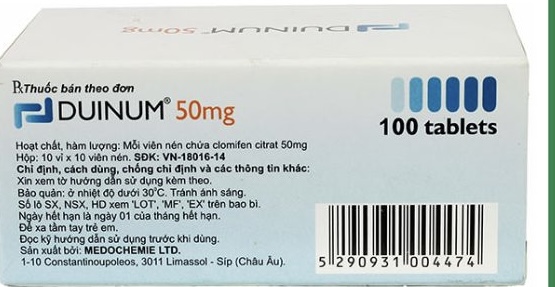 DUINUM® 50mg
℞Thuốc bán theo đơn
DUINUM® 50mg
100 tablets
Hoạt chất, hàm lượng: Mỗi viên nén chứa clomifen citrat 50mg
Hộp: 10 vỉ x 10 viên nén. SĐK: VN-18016-14
Chỉ định, cách dùng, chống chỉ định và các thông tin khác:
Xin xem tờ hướng dẫn sử dụng kèm theo.
Bảo quản: ở nhiệt độ dưới 30°C. Tránh ánh sáng.
Số lô SX, NSX, HD xem 'LOT', 'MF', 'EX' trên bao bì.
Ngày hết hạn là ngày 01 của tháng hết hạn.
Để xa tầm tay trẻ em.
Đọc kỹ hướng dẫn sử dụng trước khi dùng.
Sản xuất bởi: MEDOCHEMIE LTD.
1-10 Constantinoupoleos, 3011 Limassol - Síp (Châu Âu).
5 290931 004474